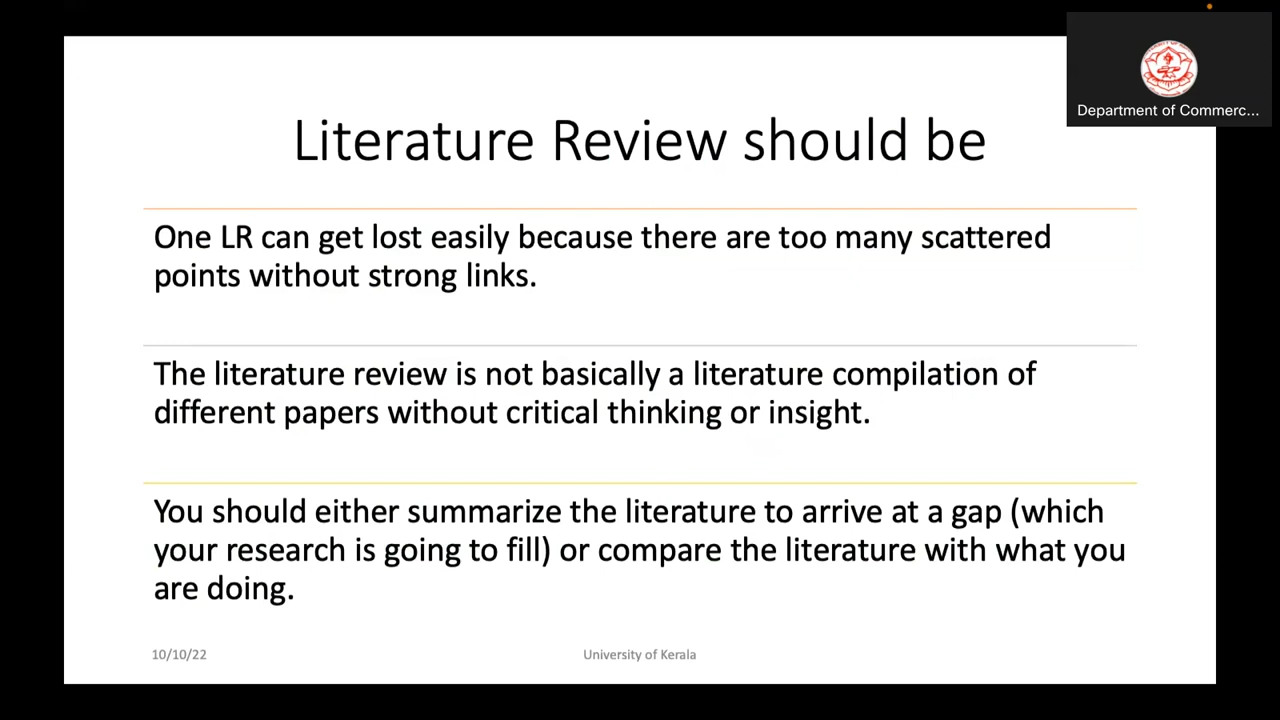 Department of Commerc...
Literature Review should be
One LR can get lost easily because there are too many scattered
points without strong links.
The literature review is not basically a literature compilation of
different papers without critical thinking or insight.
You should either summarize the literature to arrive at a gap (which
your research is going to fill) or compare the literature with what you
are doing.
10/10/22
University of Kerala